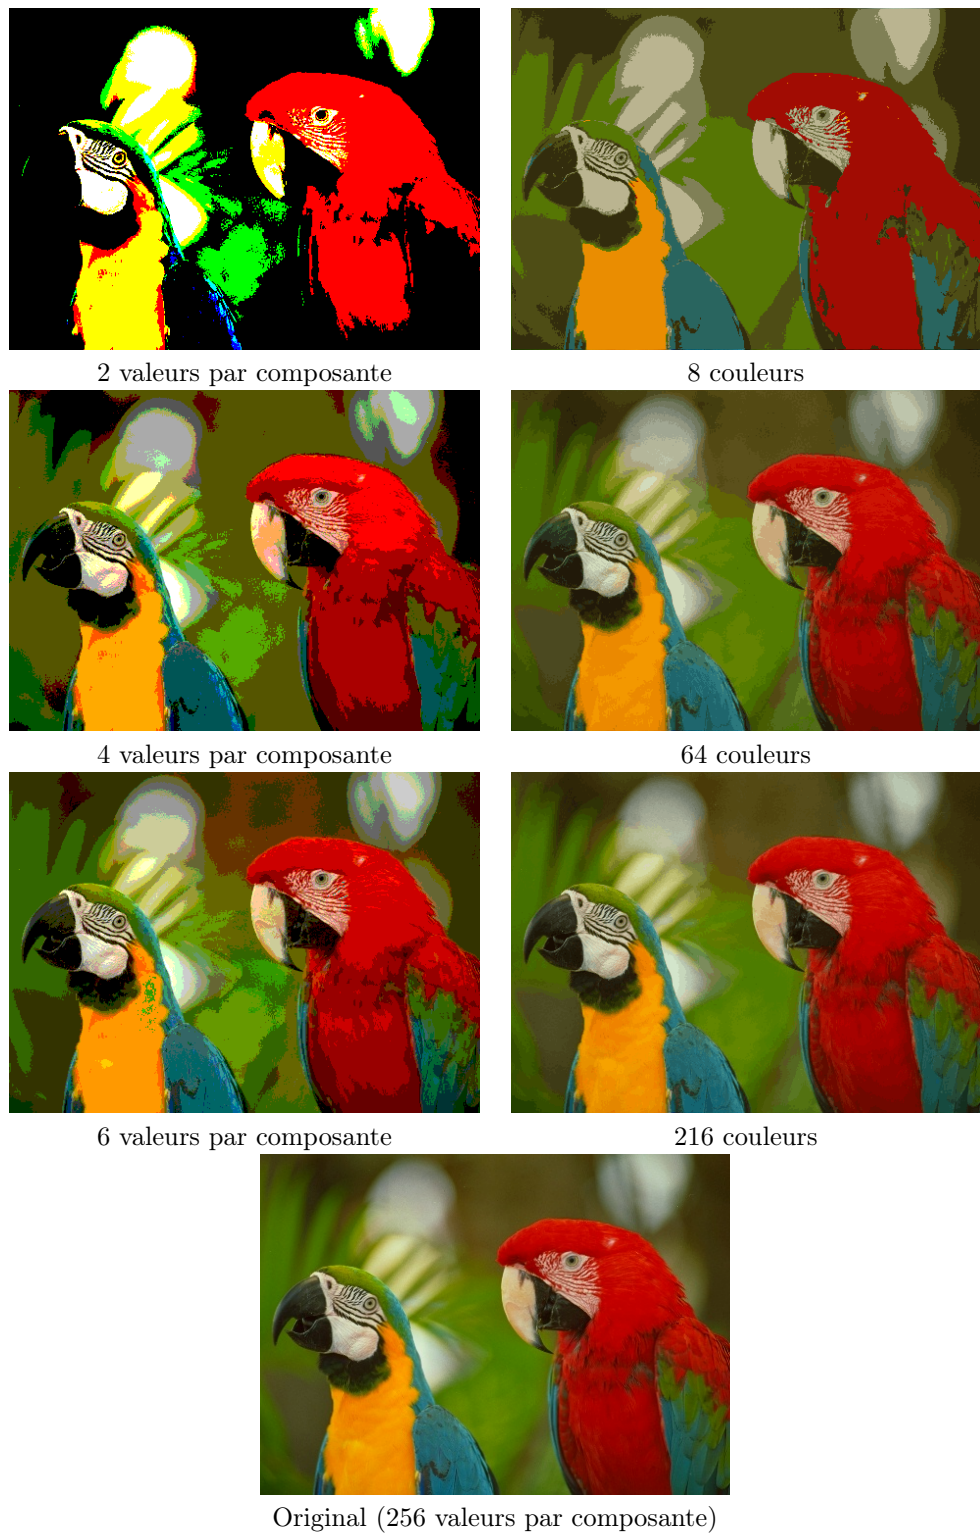 2 valeurs par composante
8 couleurs
4 valeurs par composante
64 couleurs
6 valeurs par composante
216 couleurs
Original (256 valeurs par composante)